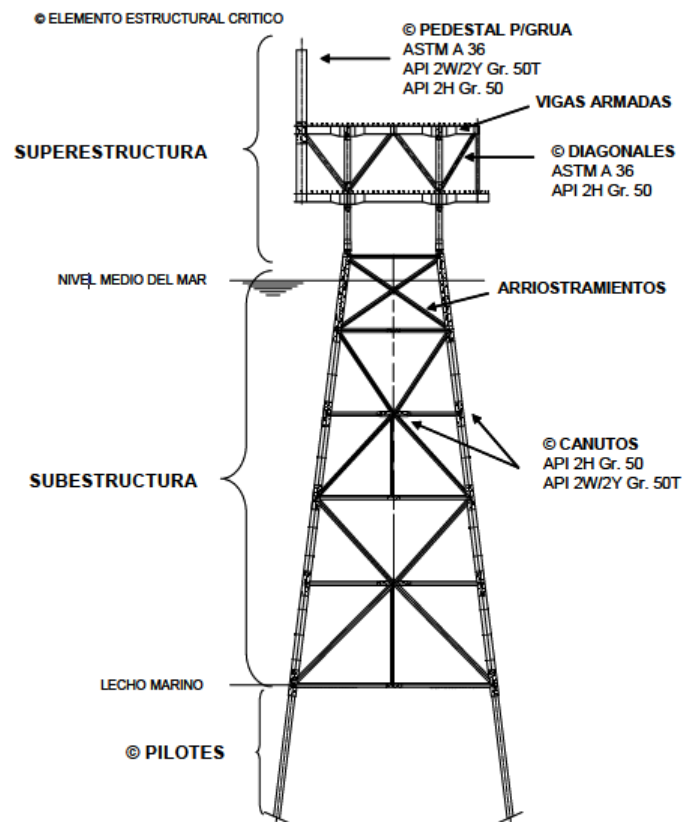 © ELEMENTO ESTRUCTURAL CRITICO
© PEDESTAL P/GRUA
ASTM A 36
API 2W/2Y Gr. 50T
API 2H Gr. 50
VIGAS ARMADAS
SUPERESTRUCTURA
© DIAGONALES
ASTM A 36
API 2H Gr. 50
NIVEL MEDIO DEL MAR
ARRIOSTRAMIENTOS
© CANUTOS
API 2H Gr. 50
API 2W/2Y Gr. 50T
SUBESTRUCTURA
LECHO MARINO
© PILOTES